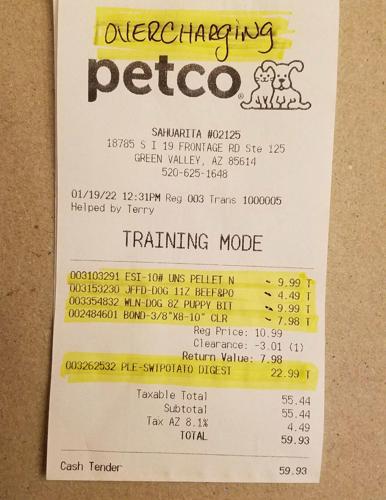 OVERCHARGING
petco
SAHUARITA #02125
18785 S I 19 FRONTAGE RD Ste 125
GREEN VALLEY, AZ 85614
520-625-1648
01/19/22 12:31PM Reg 003 Trans 1000005
Helped by Terry
TRAINING MODE
003103291 ESI-10# UNS PELLET N - 9.99 T
003153230 JFFD-DOG 11Z BEEF&PO - 4.49 T
003354832 WLN-DOG 8Z PUPPY BIT - 9.99 T
002484601 BOND-3/8"X8-10" CLR - 7.98 T
Reg Price: 10.99
Clearance: -3.01 (1)
Return Value: 7.98
003262532 PLE-SWTPOTATO DIGEST 22.99 T
Taxable Total 55.44
Subtotal 55.44
Tax AZ 8.1% 4.49
TOTAL 59.93
Cash Tender 59.93